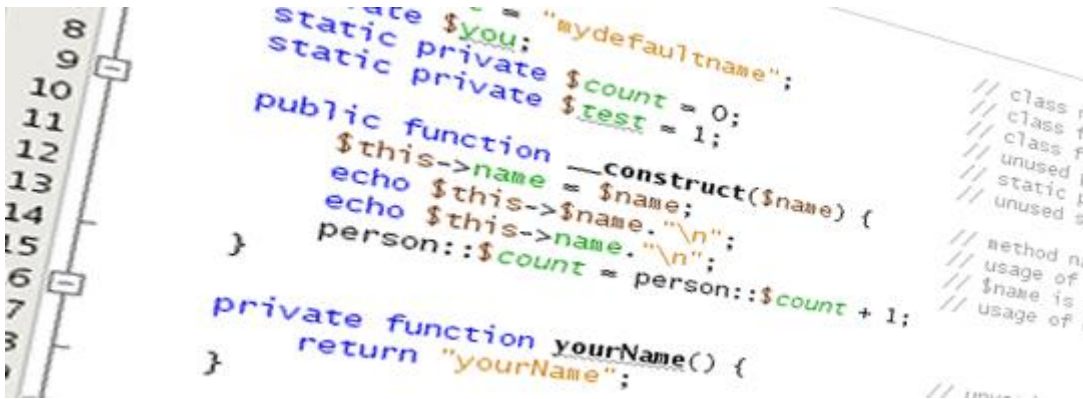 8
9
10
11
12
13
14
15
6
7
= "mydefaultname";
$you;
static private $count = 0;
static private $test = 1;
public function __construct($name) {
$this->name = $name;
echo $this->$name."\n";
echo $this->name."\n";
person::$count = person::$count + 1;
}
private function yourName() {
return "yourName";
}
// class
// class
// class
// unused
// static
// unused
// method
// usage of
// $name is
// usage of